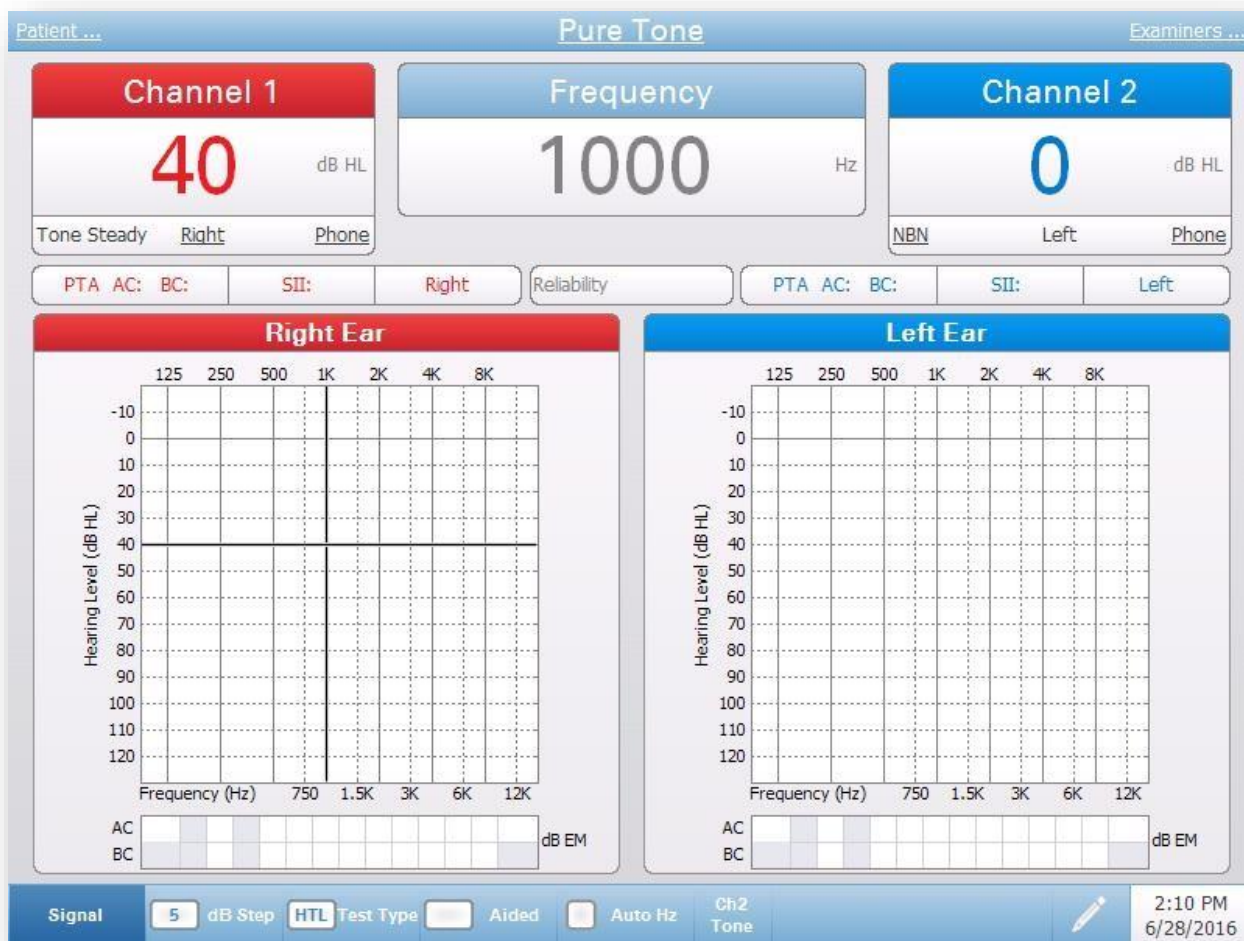 Patient ... Pure Tone Examiners ...
Channel 1 Frequency Channel 2
40 dB HL 1000 Hz 0 dB HL
Tone Steady Right Phone NBN Left Phone
PTA AC: BC: SII: Right Reliability PTA AC: BC: SII: Left
Right Ear
125 250 500 1K 2K 4K 8K
-10
0
10
20
30
40
50
60
70
80
90
100
110
120
Hearing Level (dB HL)
Frequency (Hz) 750 1.5K 3K 6K 12K
AC
BC
dB EM
Left Ear
125 250 500 1K 2K 4K 8K
-10
0
10
20
30
40
50
60
70
80
90
100
110
120
Hearing Level (dB HL)
Frequency (Hz) 750 1.5K 3K 6K 12K
AC
BC
dB EM
Signal 5 dB Step HTL Test Type Aided Auto Hz Ch2 Tone
2:10 PM
6/28/2016